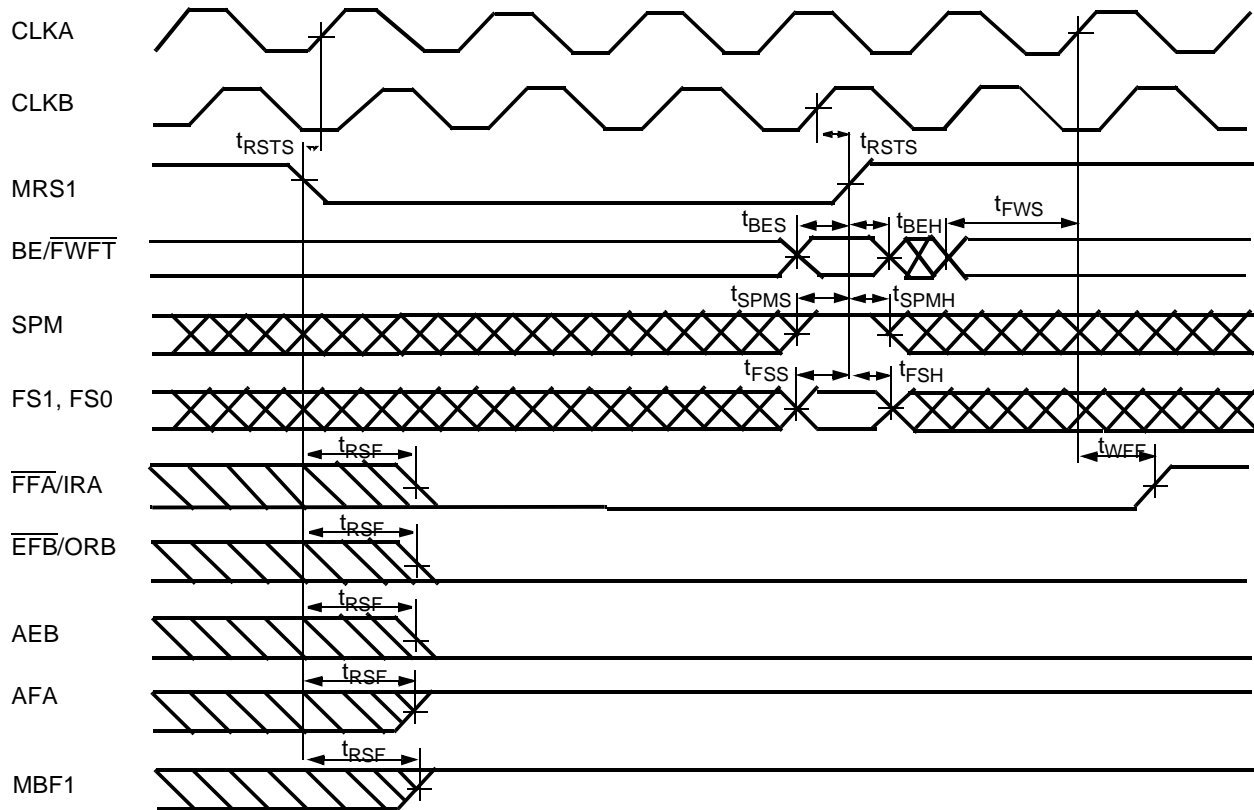 CLKA
CLKB
tRSTS tRSTS
MRS1
tBES tBEH tFWS
BE/FWFT
tSPMS tSPMH
SPM
tFSS tFSH
FS1, FS0
tRSF tWFF
FFA/IRA
tRSF
EFB/ORB
tRSF
AEB
tRSF
AFA
tRSF
MBF1